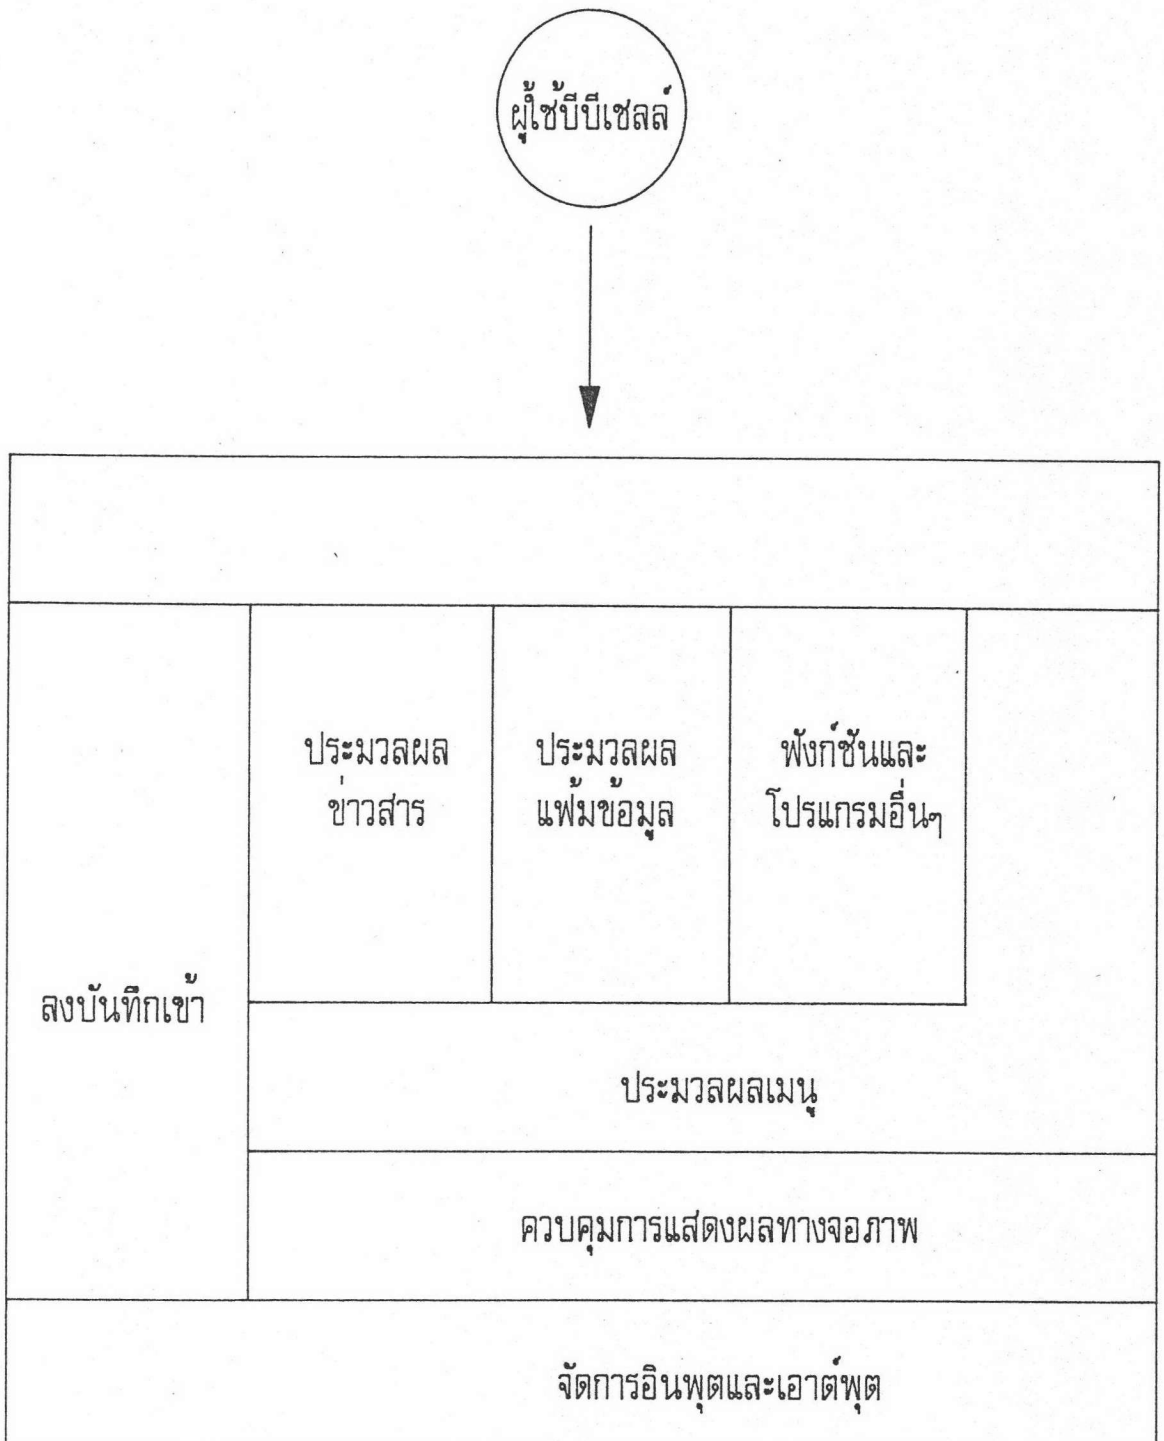 ผู้ใช้บีบีเชลล์
ประมวลผล
ข่าวสาร
ประมวลผล
แฟ้มข้อมูล
ฟังก์ชันและ
โปรแกรมอื่นๆ
ลงบันทึกเข้า
ประมวลผลเมนู
ควบคุมการแสดงผลทางจอภาพ
จัดการอินพุตและเอาต์พุต